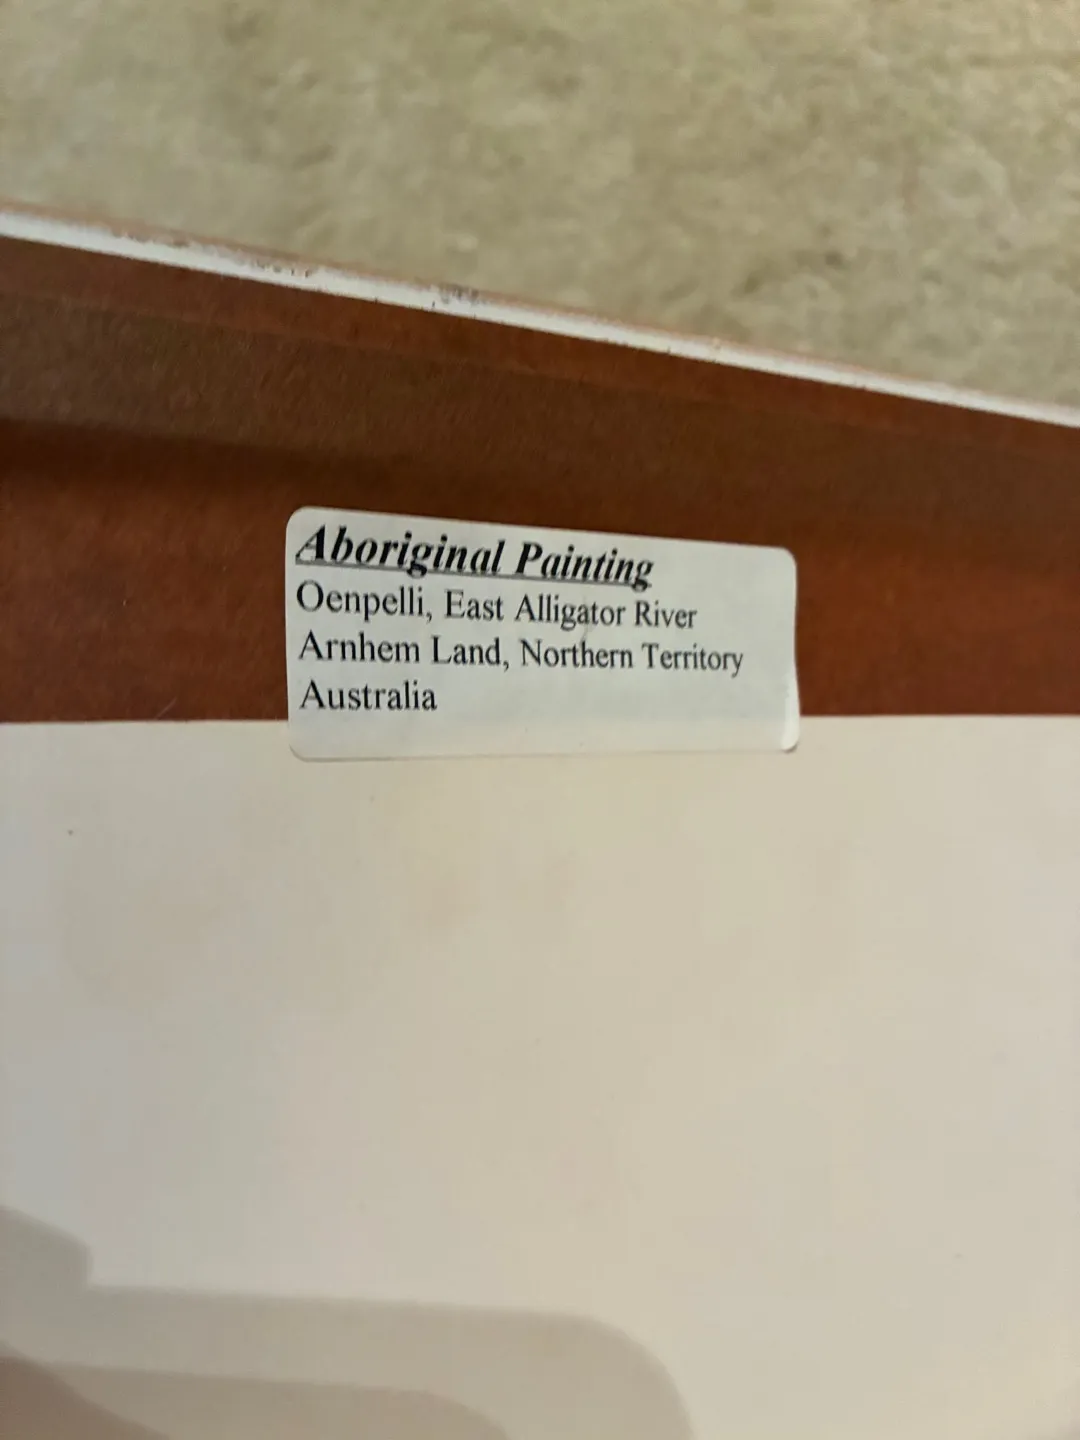 Aboriginal Painting
Oenpelli, East Alligator River
Arnhem Land, Northern Territory
Australia